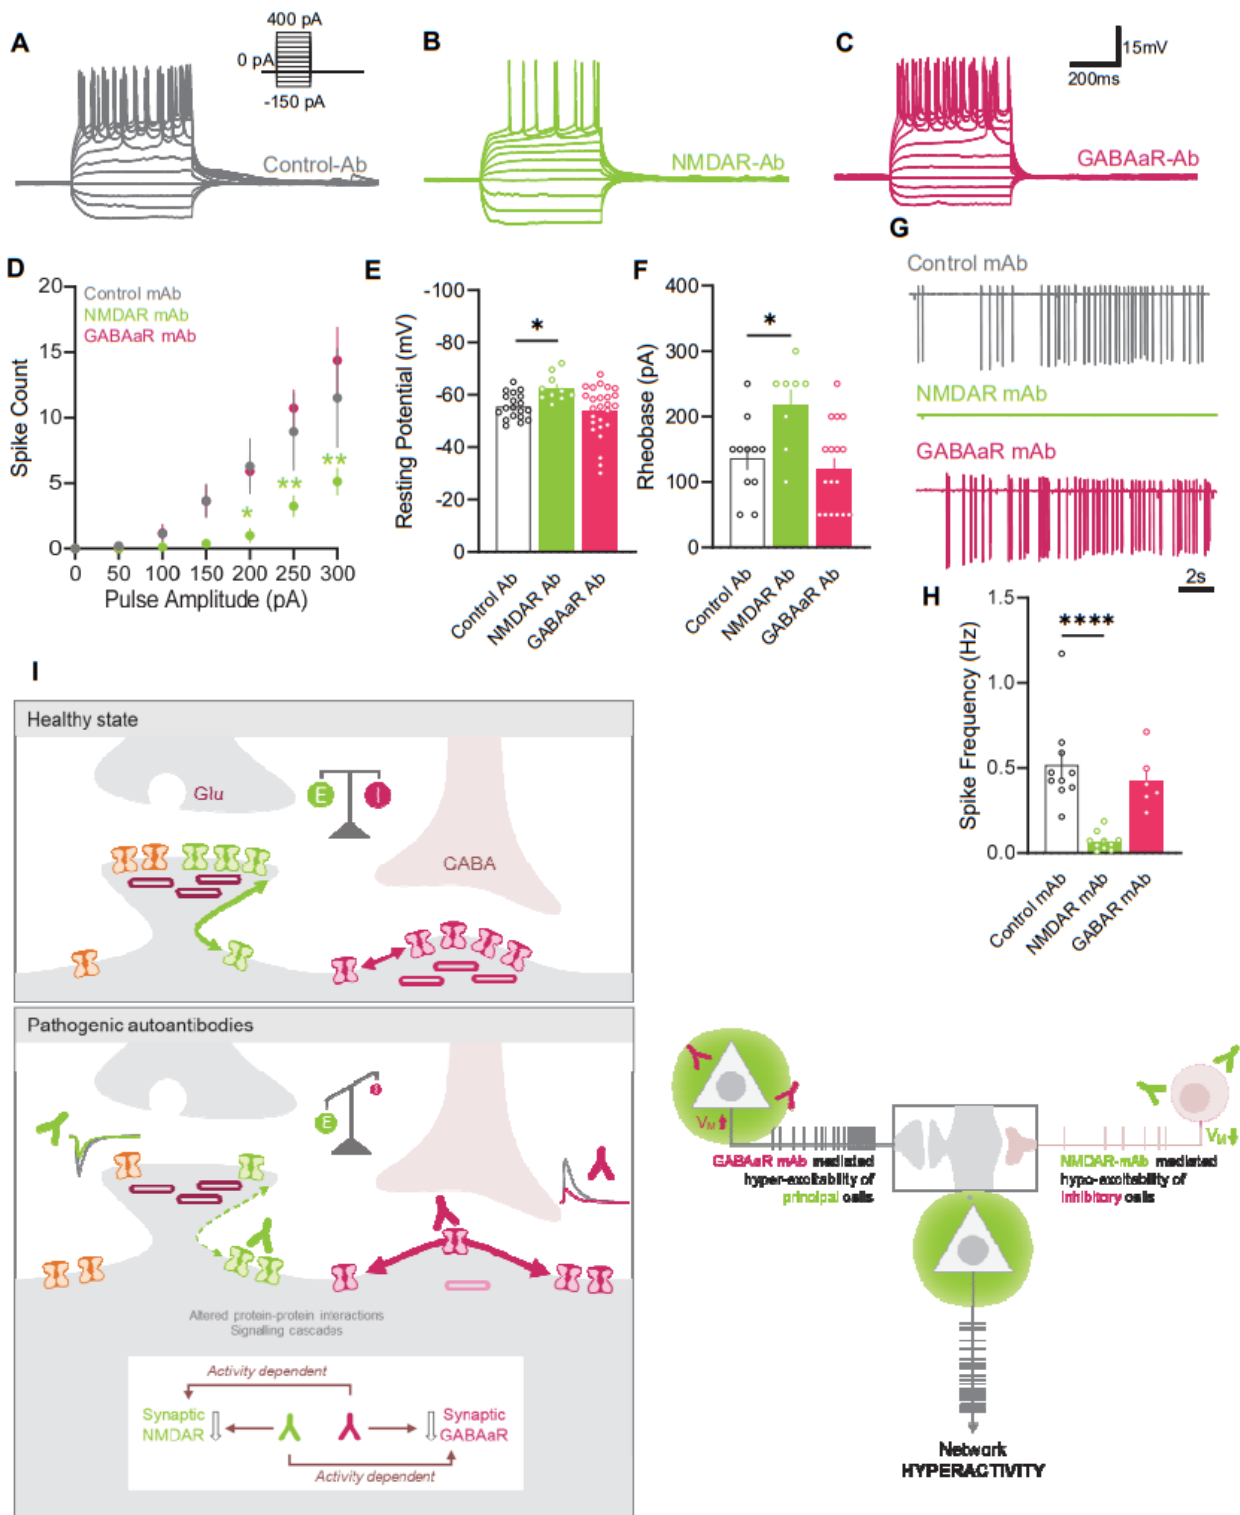 A
400 pA
0 pA
-150 pA
Control-Ab
B
NMDAR-Ab
C
15mV
200ms
GABAaR-Ab
D
Control mAb
NMDAR mAb
GABAaR mAb
20
15
10
5
0
Spike Count
*
**
**
0 50 100 150 200 250 300
Pulse Amplitude (pA)
E
-100
-80
-60
-40
-20
0
Resting Potential (mV)
*
Control Ab
NMDAR Ab
GABAaR Ab
F
400
300
200
100
0
Rheobase (pA)
*
Control Ab
NMDAR Ab
GABAaR Ab
G
Control mAb
NMDAR mAb
GABAaR mAb
2s
H
1.5
1.0
0.5
0.0
Spike Frequency (Hz)
****
Control mAb
NMDAR mAb
GABAR mAb
I
Healthy state
Glu
E
I
GABA
Pathogenic autoantibodies
E
I
Altered protein-protein interactions
Signalling cascades
Activity dependent
Synaptic
NMDAR
Synaptic
GABAaR
Activity dependent
VM
GABAaR mAb mediated
hyper-excitability of
principal cells
VM
NMDAR-mAb mediated
hypo-excitability of
inhibitory cells
Network
HYPERACTIVITY